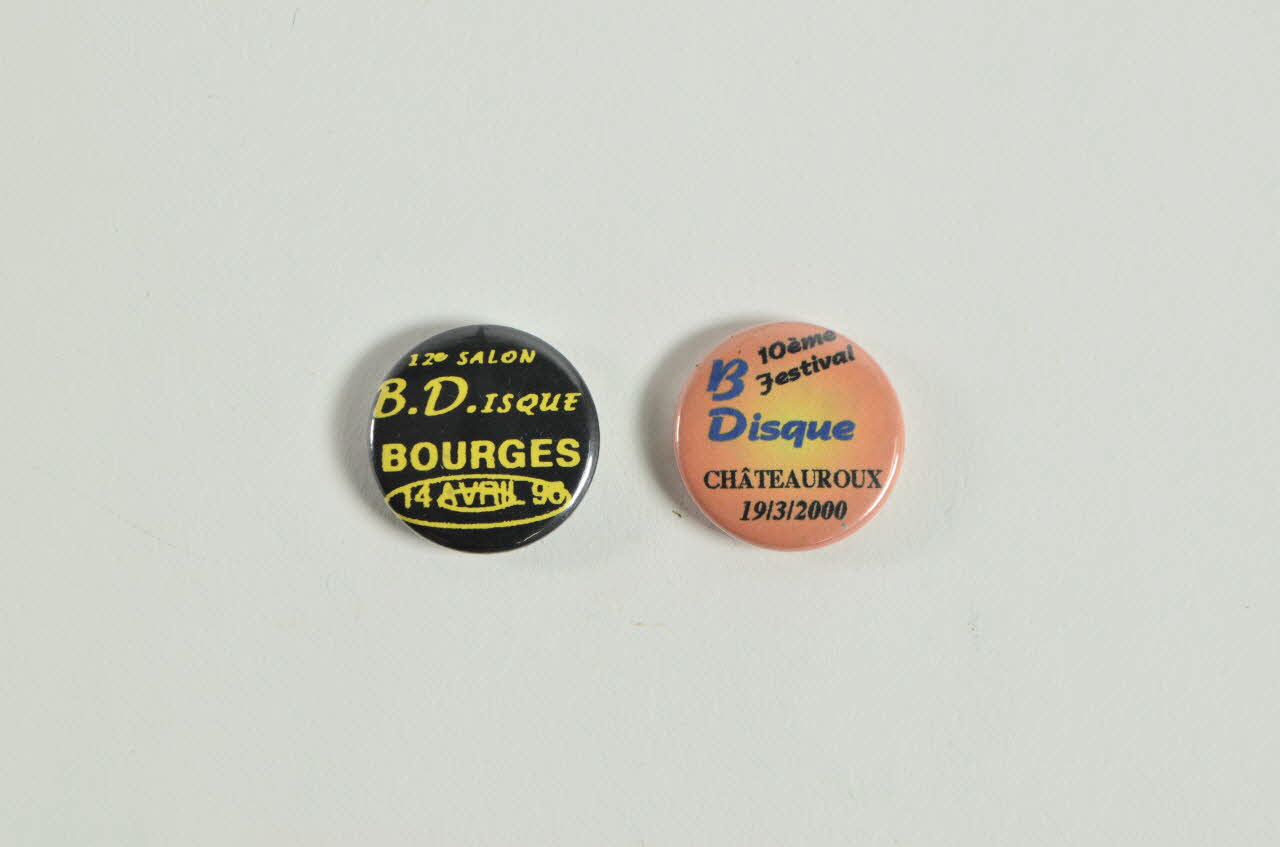 12e SALON
B.D.ISQUE
BOURGES
14 AVRIL 96
10ème
Festival
B
Disque
CHÂTEAUROUX
19/3/2000